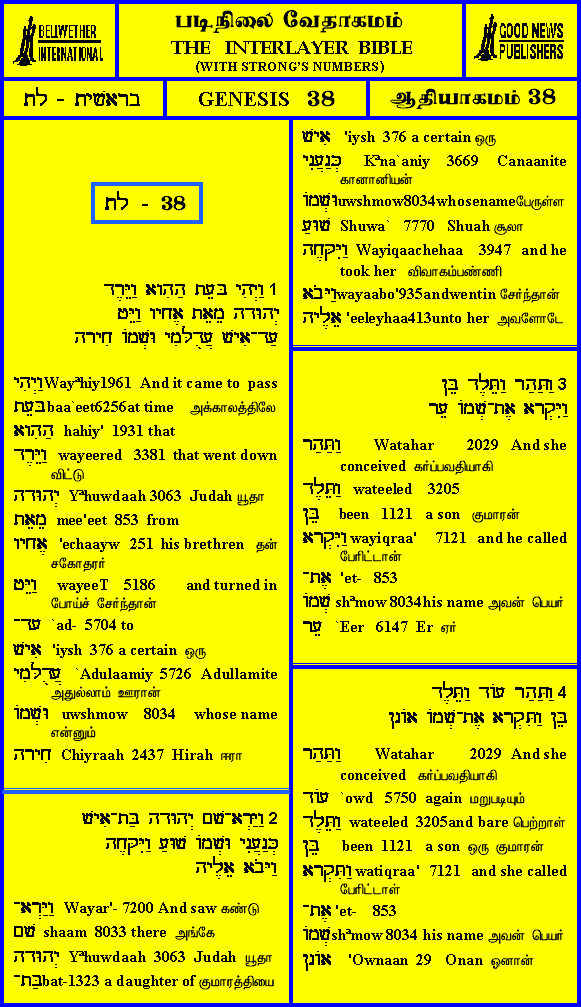 BELLWETHER
INTERNATIONAL
படிநிலை வேதாகமம்
THE INTERLAYER BIBLE
(WITH STRONG'S NUMBERS)
GOOD NEWS
PUBLISHERS
בראשית - לח
GENESIS 38
ஆதியாகமம் 38
לח - 38
1 וַיְהִי בָּעֵת הַהִוא וַיֵּרֶד
יְהוּדָה מֵאֵת אֶחָיו וַיֵּט
עַד־אִישׁ עֲדֻלָּמִי וּשְׁמוֹ חִירָה
וַיְהִי Wayªhiy1961 And it came to pass
בָּעֵת baa`eet6256at time அக்காலத்திலே
הַהִוא hahiy' 1931 that
וַיֵּרֶד wayeered 3381 that went down
விட்டு
יְהוּדָה Yªhuwdaah 3063 Judah யூதா
מֵאֵת mee'eet 853 from
אֶחָיו 'echaayw 251 his brethren தன்
சகோதரர்
וַיֵּט wayeeT 5186 and turned in
போய்ச் சேர்ந்தான்
עַד־ `ad- 5704 to
אִישׁ 'iysh 376 a certain ஒரு
עֲדֻלָּמִי `Adulaamiy 5726 Adullamite
அதுல்லாம் ஊரான்
וּשְׁמוֹ uwshmow 8034 whose name
என்னும்
חִירָה Chiyraah 2437 Hirah ஈரா
2 וַיַּרְא־שָׁם יְהוּדָה בַּת־אִישׁ
כְּנַעֲנִי וּשְׁמוֹ שׁוּעַ וַיִּקָּחֶהָ
וַיָּבֹא אֵלֶיהָ
וַיַּרְא־ Wayar'- 7200 And saw கண்டு
שָׁם shaam 8033 there அங்கே
יְהוּדָה Yªhuwdaah 3063 Judah யூதா
בַּת־ bat-1323 a daughter of குமாரத்தியை
אִישׁ 'iysh 376 a certain ஒரு
כְּנַעֲנִי Kªna`aniy 3669 Canaanite
கானானியன்
וּשְׁמוֹ uwshmow8034whosenameபேருள்ள
שׁוּעַ Shuwa` 7770 Shuah சூவா
וַיִּקָּחֶהָ Wayiqaachehaa 3947 and he
took her விவாகம்பண்ணி
וַיָּבֹא wayaabo'935andwentin சேர்ந்தான்
אֵלֶיהָ 'eeleyhaa413unto her அவளோடே
3 וַתַּהַר וַתֵּלֶד בֵּן
וַיִּקְרָא אֶת־שְׁמוֹ עֵר
וַתַּהַר Watahar 2029 And she
conceived கர்ப்பவதியாகி
וַתֵּלֶד wateeled 3205
בֵּן been 1121 a son குமாரன்
וַיִּקְרָא wayiqraa' 7121 and he called
பேரிட்டான்
אֶת־ 'et- 853
שְׁמוֹ shªmow 8034his name அவன் பெயர்
עֵר `Eer 6147 Er ஏர்
4 וַתַּהַר עוֹד וַתֵּלֶד
בֵּן וַתִּקְרָא אֶת־שְׁמוֹ אוֹנָן
וַתַּהַר Watahar 2029 And she
conceived கர்ப்பவதியாகி
עוֹד `owd 5750 again மறுபடியும்
וַתֵּלֶד wateeled 3205and bare பெற்றாள்
בֵּן been 1121 a son ஒரு குமாரன்
וַתִּקְרָא watiqraa' 7121 and she called
பேரிட்டாள்
אֶת־ 'et- 853
שְׁמוֹ shªmow 8034 his name அவன் பெயர்
אוֹנָן 'Ownaan 29 Onan ஓனான்